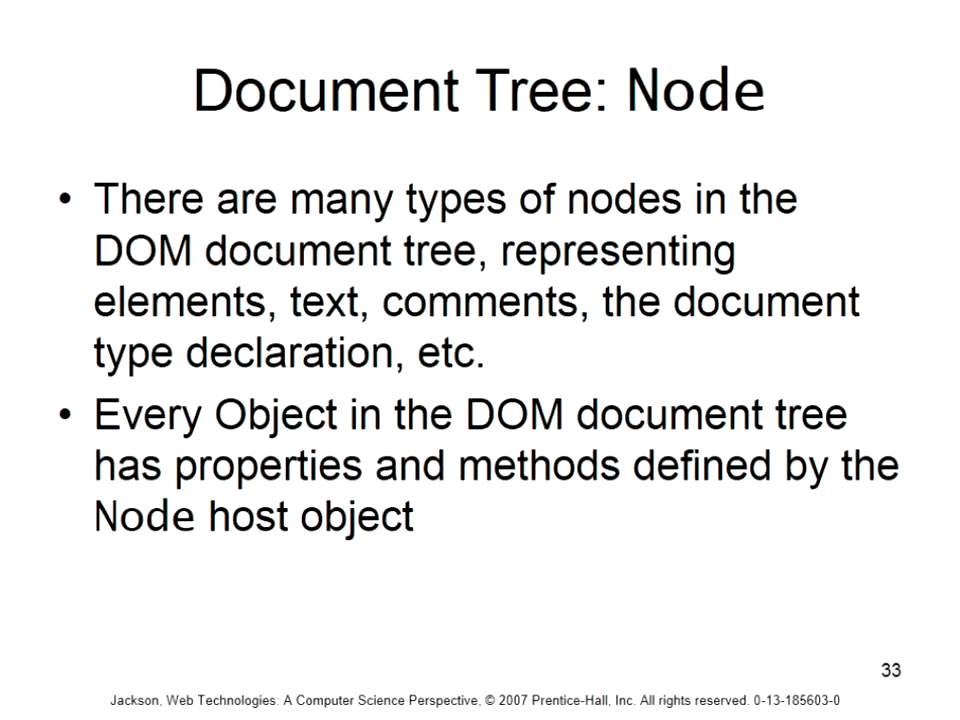 Document Tree: Node
• There are many types of nodes in the
DOM document tree, representing
elements, text, comments, the document
type declaration, etc.
• Every Object in the DOM document tree
has properties and methods defined by the
Node host object
33
Jackson, Web Technologies: A Computer Science Perspective, © 2007 Prentice-Hall, Inc. All rights reserved. 0-13-185603-0